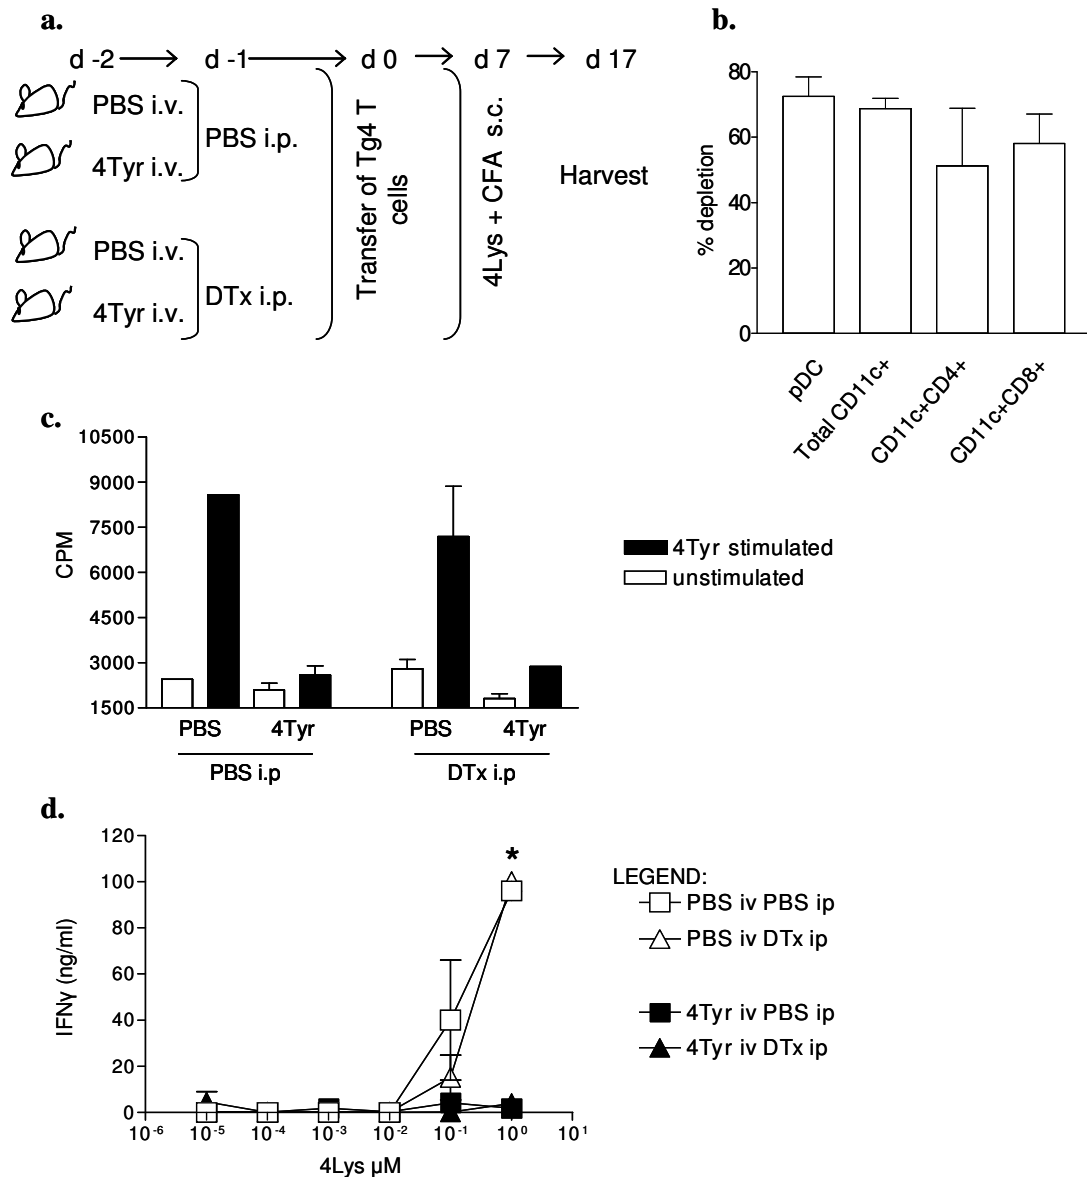 a.
d -2 d -1 d 0 d 7 d 17
PBS i.v.
4Tyr i.v.
PBS i.p.
PBS i.v.
4Tyr i.v.
DTx i.p.
Transfer of Tg4 T
cells
4Lys + CFA s.c.
Harvest
b.
80
60
40
20
0
% depletion
pDC
Total CD11c+
CD11c+CD4+
CD11c+CD8+
c.
10500
9000
7500
6000
4500
3000
1500
CPM
PBS 4Tyr PBS 4Tyr
PBS i.p DTx i.p
4Tyr stimulated
unstimulated
d.
120
100
80
60
40
20
0
IFNγ (ng/ml)
*
10⁻⁶ 10⁻⁵ 10⁻⁴ 10⁻³ 10⁻² 10⁻¹ 10⁰ 10¹
4Lys µM
LEGEND:
PBS iv PBS ip
PBS iv DTx ip
4Tyr iv PBS ip
4Tyr iv DTx ip